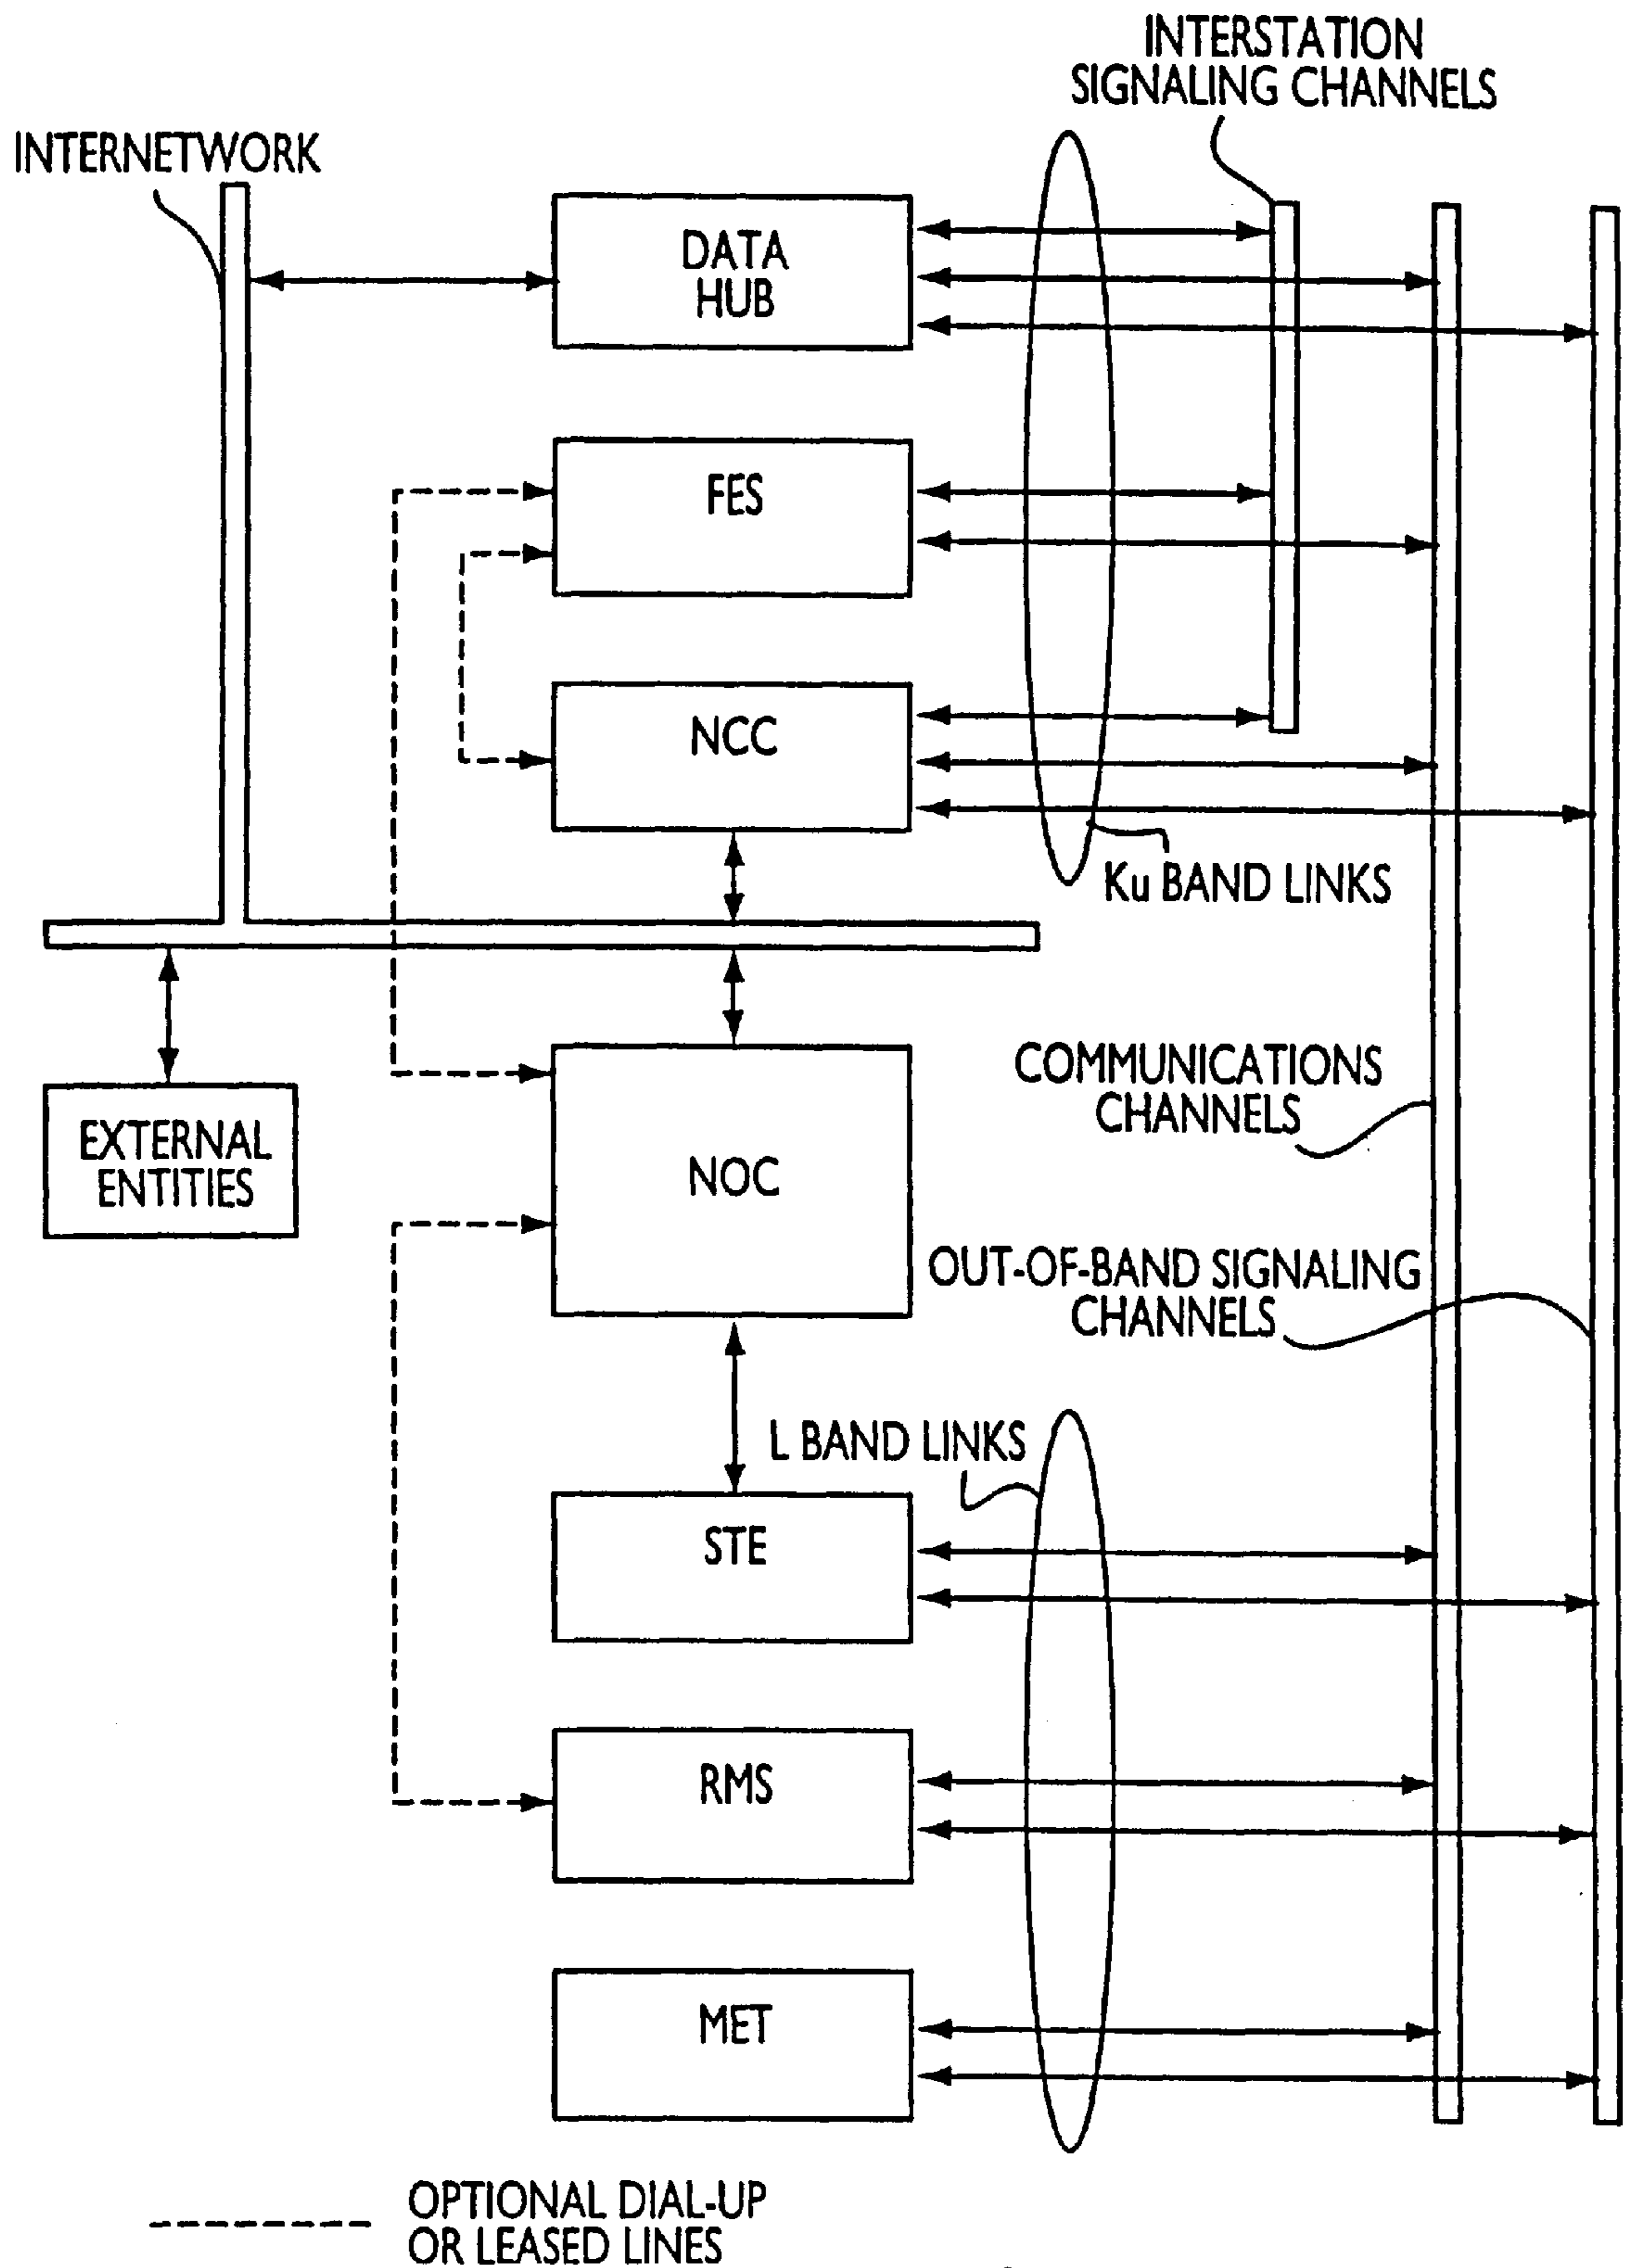 INTERSTATION
SIGNALING CHANNELS
INTERNETWORK
DATA
HUB
FES
NCC
Ku BAND LINKS
COMMUNICATIONS
CHANNELS
EXTERNAL
ENTITIES
NOC
OUT-OF-BAND SIGNALING
CHANNELS
L BAND LINKS
STE
RMS
MET
OPTIONAL DIAL-UP
OR LEASED LINES